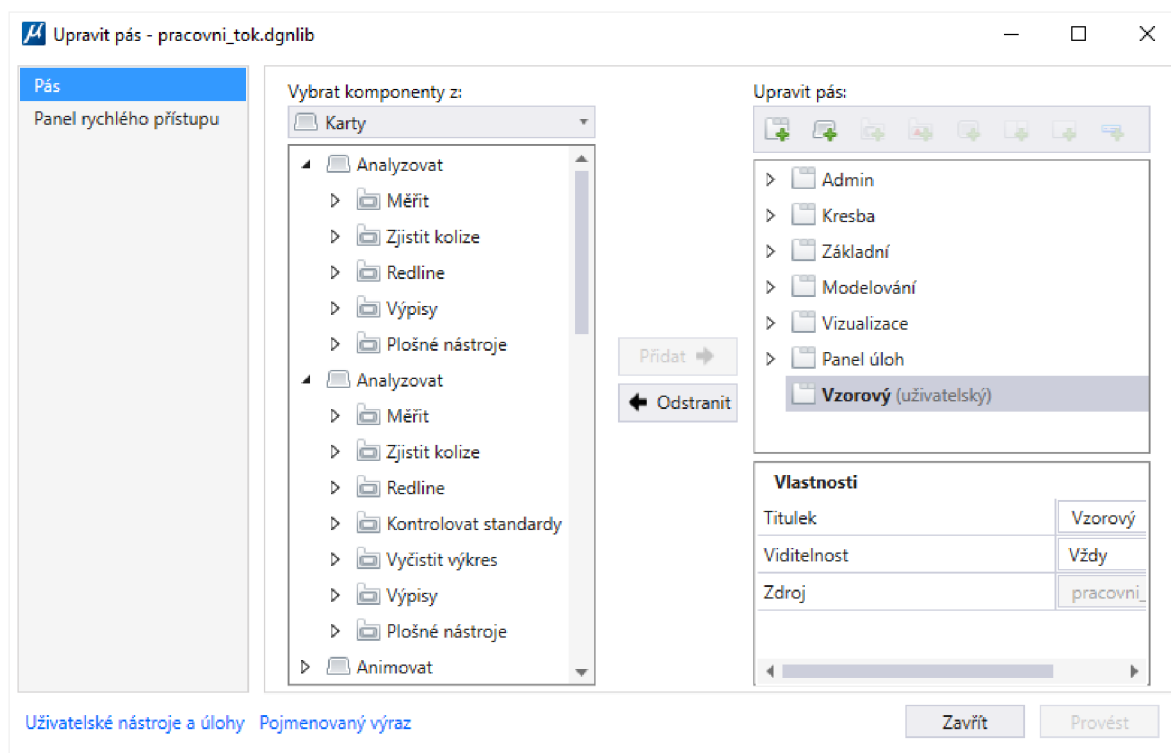 Upravit pás - pracovni_tok.dgnlib
Pás
Panel rychlého přístupu
Vybrat komponenty z:
Karty
Analyzovat
Měřit
Zjistit kolize
Redline
Výpisy
Plošné nástroje
Analyzovat
Měřit
Zjistit kolize
Redline
Kontrolovat standardy
Vyčistit výkres
Výpisy
Plošné nástroje
Animovat
Přidat
Odstranit
Upravit pás:
Admin
Kresba
Základní
Modelování
Vizualizace
Panel úloh
Vzorový (uživatelský)
Vlastnosti
Titulek Vzorový
Viditelnost Vždy
Zdroj pracovni_
Uživatelské nástroje a úlohy Pojmenovaný výraz
Zavřít Provést